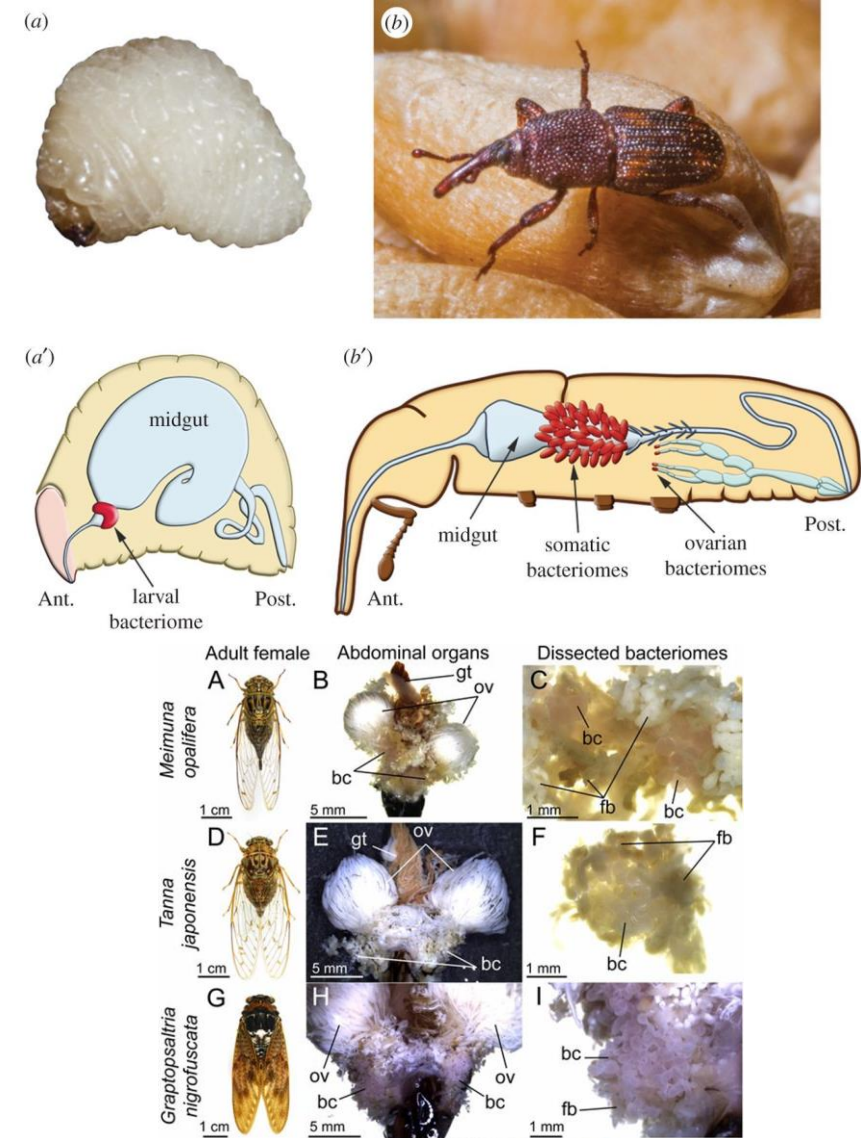 (a)
(b)
(a′)
midgut
Ant.
larval
bacteriome
Post.
(b′)
midgut
somatic
bacteriomes
ovarian
bacteriomes
Post.
Ant.
Adult female
Abdominal organs
Dissected bacteriomes
Meimuna
opalifera
A
1 cm
B
gt
ov
bc
5 mm
C
bc
fb
bc
1 mm
Tanna
japonensis
D
1 cm
E
gt
ov
bc
5 mm
F
fb
bc
1 mm
Graptopsaltria
nigrofuscata
G
1 cm
H
ov
ov
bc
bc
5 mm
I
bc
fb
1 mm